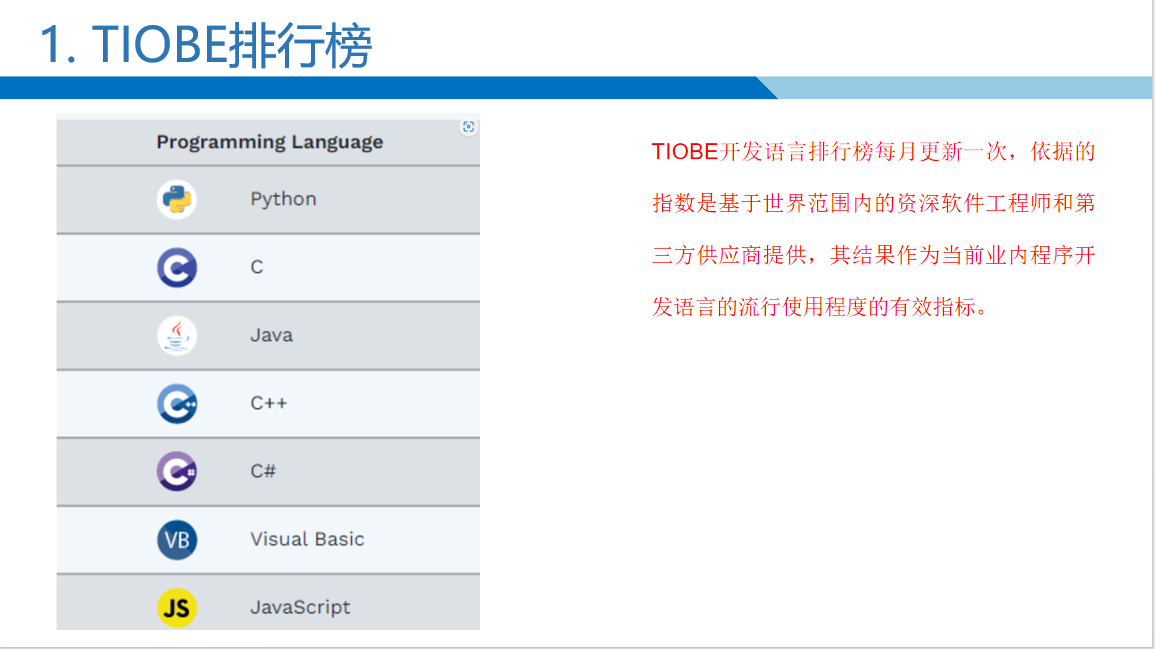 1. TIOBE排行榜
Programming Language
Python
C
Java
C++
C#
VB Visual Basic
JS JavaScript
TIOBE开发语言排行榜每月更新一次，依据的
指数是基于世界范围内的资深软件工程师和第
三方供应商提供，其结果作为当前业内程序开
发语言的流行使用程度的有效指标。